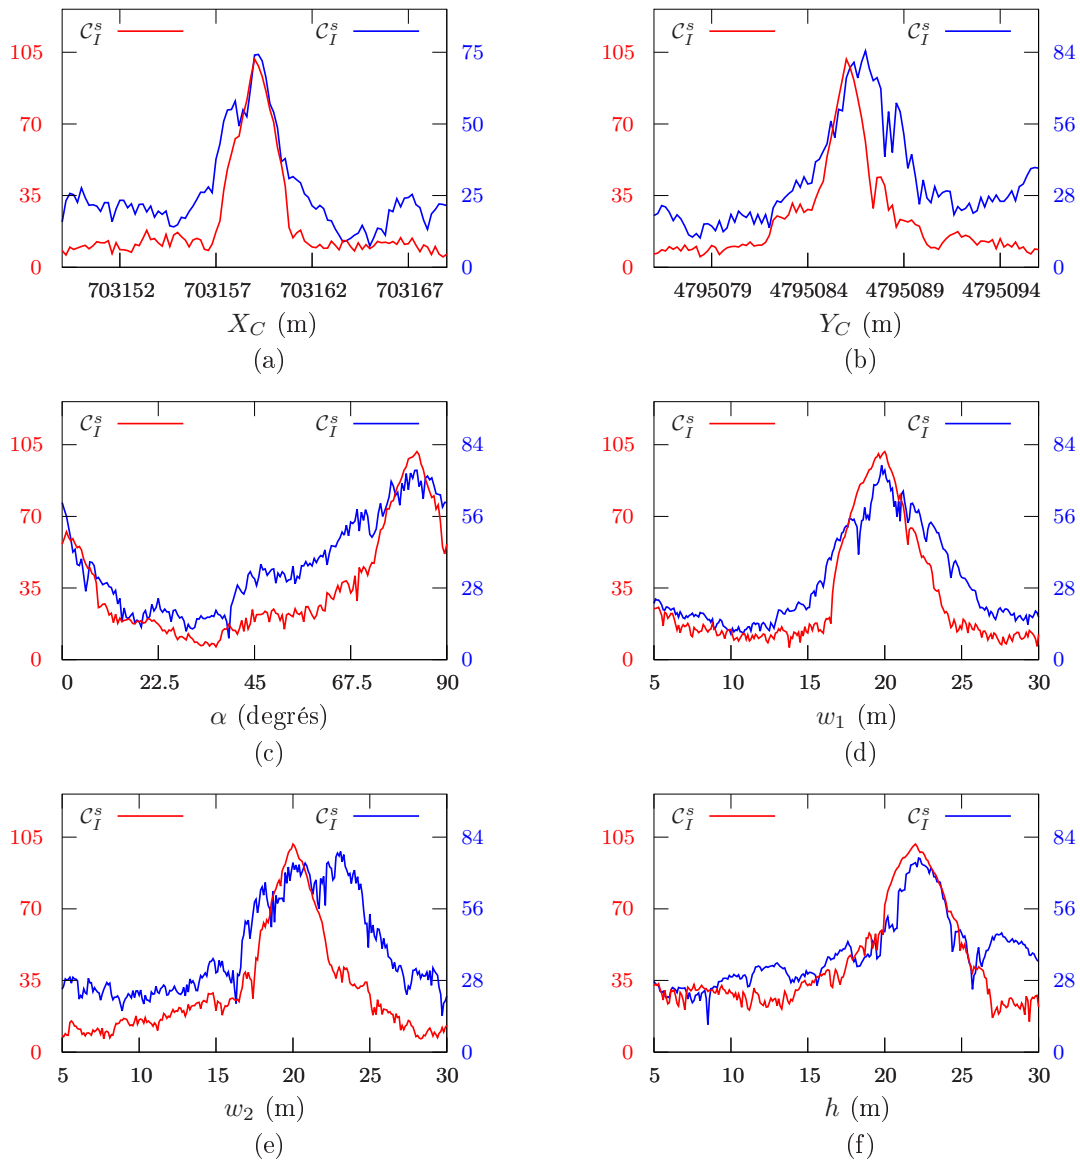 C_I^s C_I^s
105 75
70 50
35 25
0 0
703152 703157 703162 703167
X_C (m)
(a)
C_I^s C_I^s
105 84
70 56
35 28
0 0
4795079 4795084 4795089 4795094
Y_C (m)
(b)
C_I^s C_I^s
105 84
70 56
35 28
0 0
0 22.5 45 67.5 90
α (degrés)
(c)
C_I^s C_I^s
105 84
70 56
35 28
0 0
5 10 15 20 25 30
w_1 (m)
(d)
C_I^s C_I^s
105 84
70 56
35 28
0 0
5 10 15 20 25 30
w_2 (m)
(e)
C_I^s C_I^s
105 84
70 56
35 28
0 0
5 10 15 20 25 30
h (m)
(f)